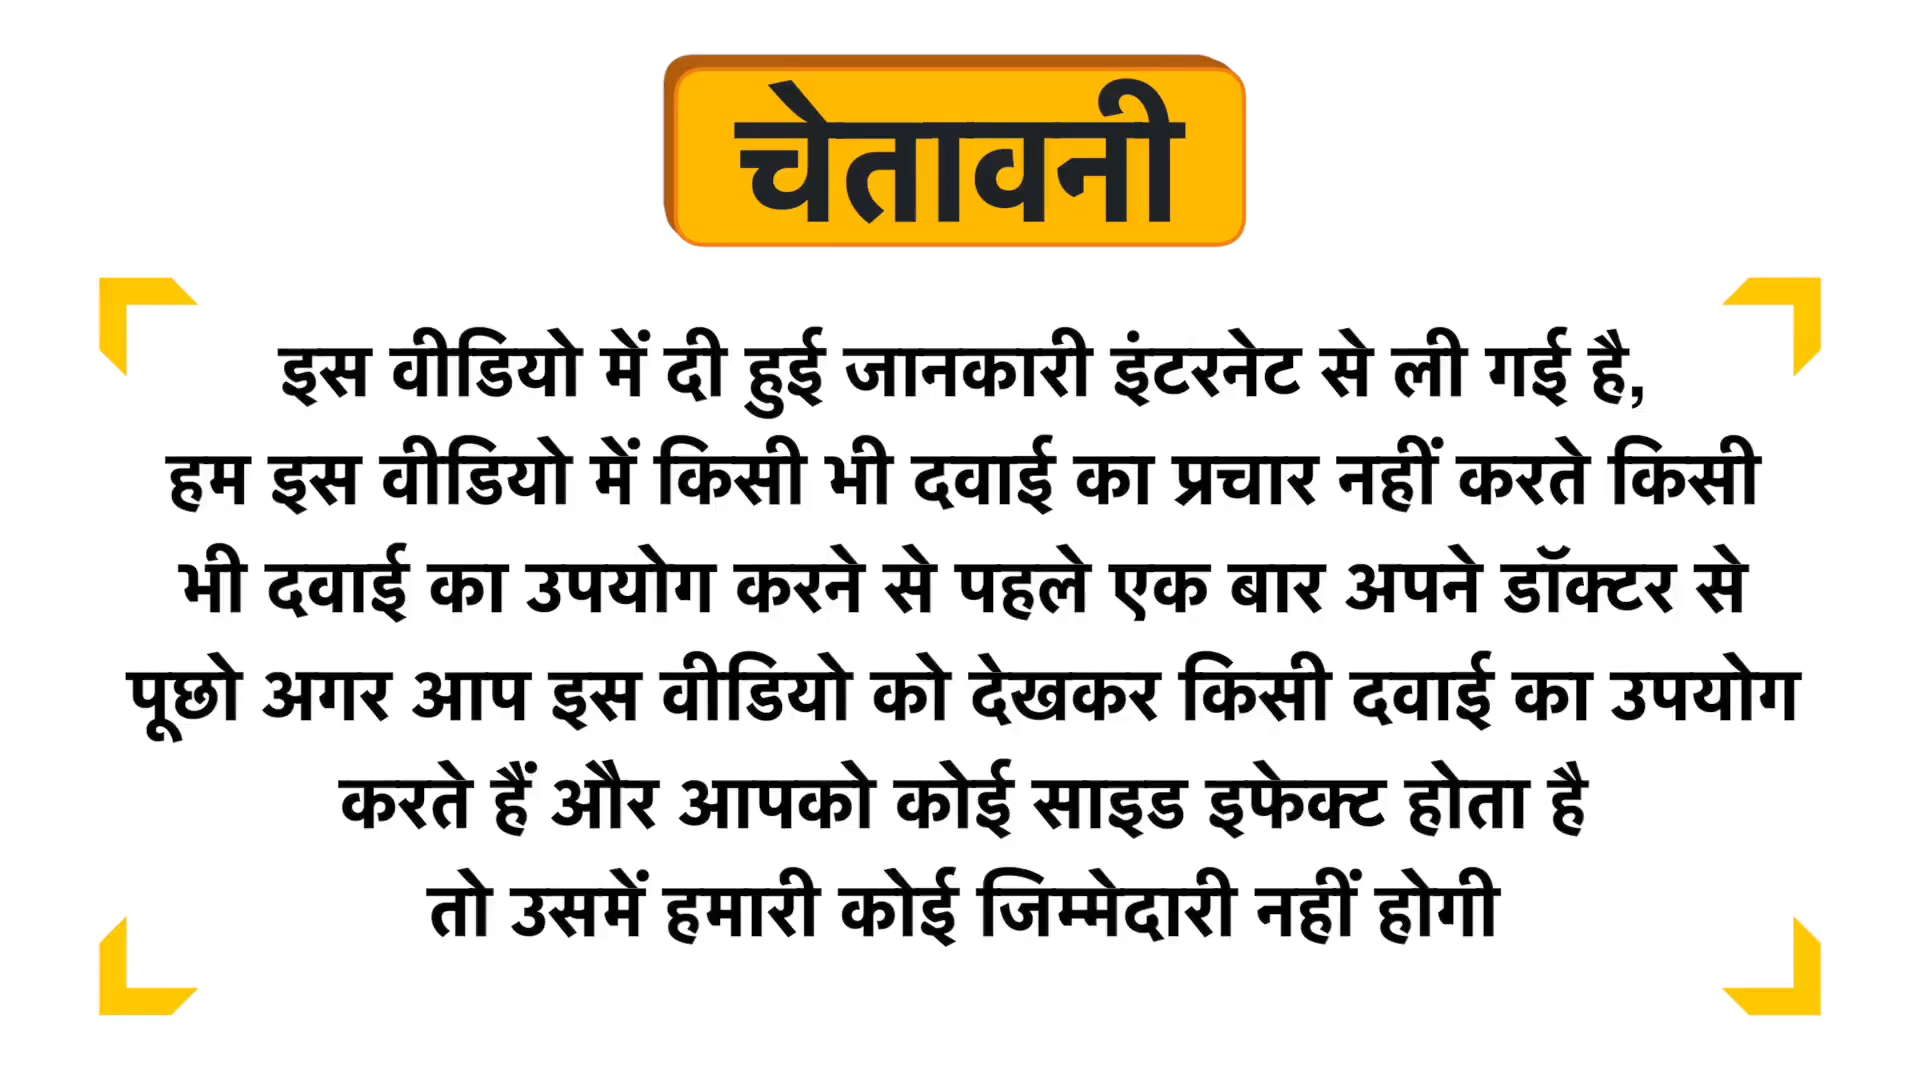 चेतावनी
इस वीडियो में दी हुई जानकारी इंटरनेट से ली गई है,
हम इस वीडियो में किसी भी दवाई का प्रचार नहीं करते किसी
भी दवाई का उपयोग करने से पहले एक बार अपने डॉक्टर से
पूछो अगर आप इस वीडियो को देखकर किसी दवाई का उपयोग
करते हैं और आपको कोई साइड इफेक्ट होता है
तो उसमें हमारी कोई जिम्मेदारी नहीं होगी